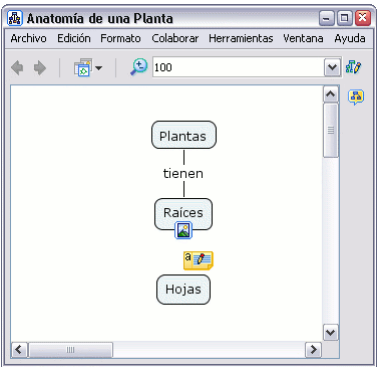 Anatomía de una Planta
Archivo Edición Formato Colaborar Herramientas Ventana Ayuda
100
Plantas
tienen
Raíces
a
Hojas